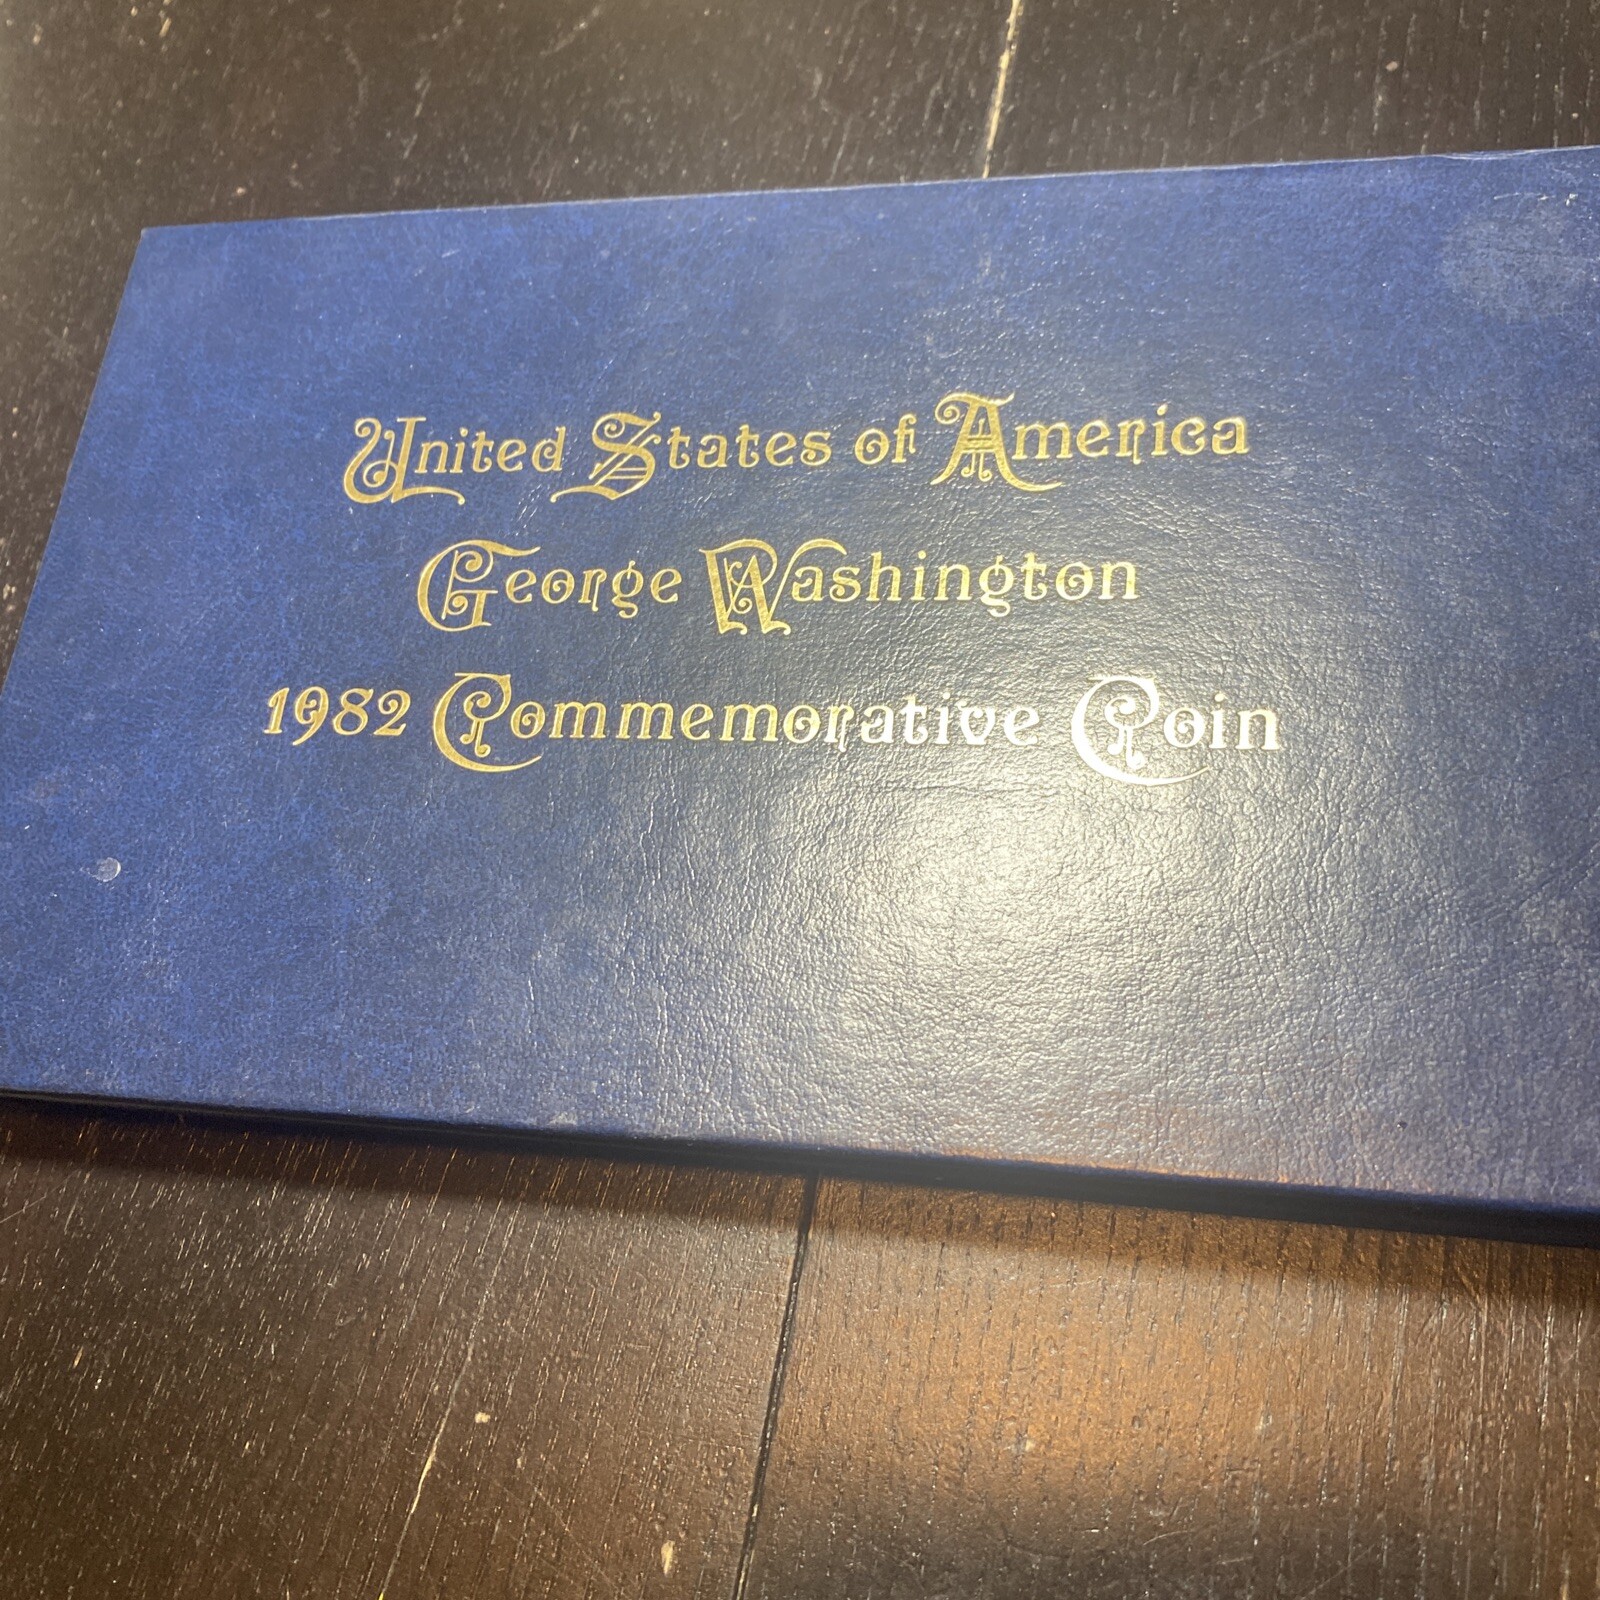 United States of America
George Washington
1982 Commemorative Coin